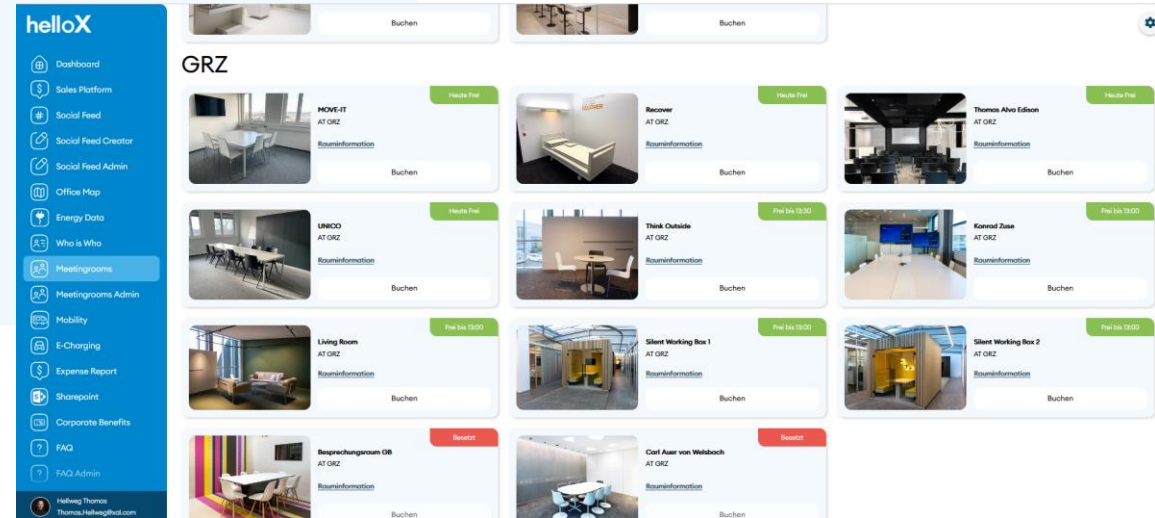 helloX
Dashboard
Sales Platform
Social Feed
Social Feed Creator
Social Feed Admin
Office Map
Energy Data
Who is Who
Meetingrooms
Meetingrooms Admin
Mobility
E-Charging
Expense Report
Sharepoint
Corporate Benefits
FAQ
FAQ Admin
Hellweg Thomas
Thomas.Hellweg@xal.com
Buchen
Buchen
GRZ
Heute Frei
MOVE-IT
AT GRZ
Rauminformation
Buchen
Heute Frei
Recover
AT GRZ
Rauminformation
Buchen
Heute Frei
Thomas Alva Edison
AT GRZ
Rauminformation
Buchen
Heute Frei
UNICO
AT GRZ
Rauminformation
Buchen
Frei bis 13:30
Think Outside
AT GRZ
Rauminformation
Buchen
Frei bis 13:00
Konrad Zuse
AT GRZ
Rauminformation
Buchen
Frei bis 13:00
Living Room
AT GRZ
Rauminformation
Buchen
Frei bis 13:00
Silent Working Box 1
AT GRZ
Rauminformation
Buchen
Frei bis 13:00
Silent Working Box 2
AT GRZ
Rauminformation
Buchen
Besetzt
Besprechungsraum GB
AT GRZ
Rauminformation
Buchen
Besetzt
Carl Auer von Welsbach
AT GRZ
Rauminformation
Buchen